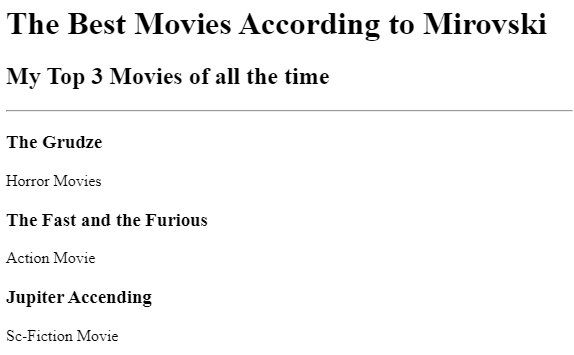 The Best Movies According to Mirovski
My Top 3 Movies of all the time
The Grudze
Horror Movies
The Fast and the Furious
Action Movie
Jupiter Accending
Sc-Fiction Movie